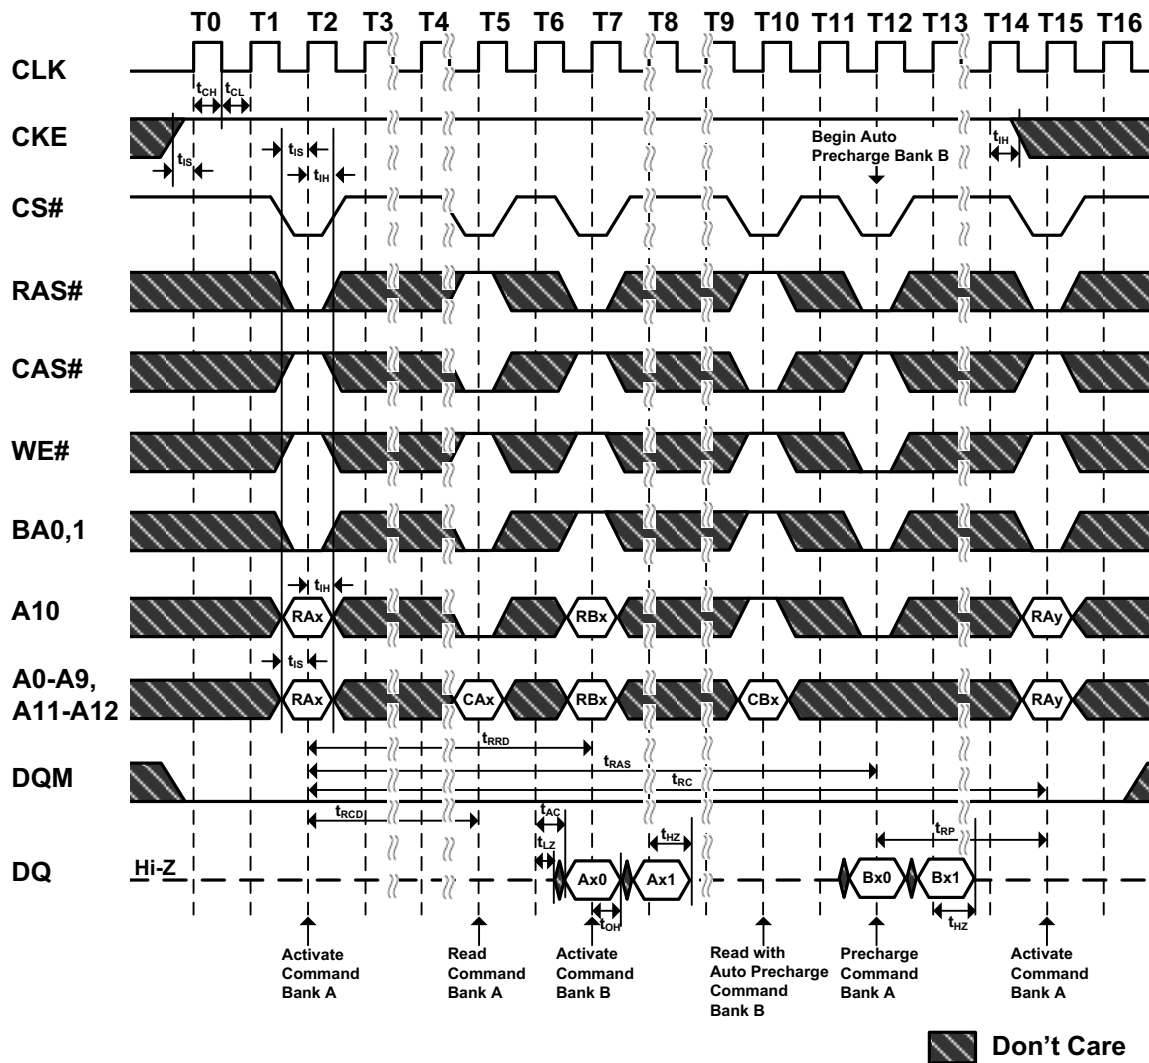 T0 T1 T2 T3 T4 T5 T6 T7 T8 T9 T10 T11 T12 T13 T14 T15 T16
CLK
tCH tCL
CKE
tIS
tIS
tIH
Begin Auto
Precharge Bank B
tIH
CS#
RAS#
CAS#
WE#
BA0,1
tIH
A10
RAx RBx RAy
tIS
A0-A9,
A11-A12
RAx CAx RBx CBx RAy
tRRD
tRAS
DQM
tRC
tRCD
tAC
tRP
tLZ
tHZ
DQ
Hi-Z
Ax0 Ax1 Bx0 Bx1
tOH
tHZ
Activate
Command
Bank A
Read
Command
Bank A
Activate
Command
Bank B
Read with
Auto Precharge
Command
Bank B
Precharge
Command
Bank A
Activate
Command
Bank A
Don't Care